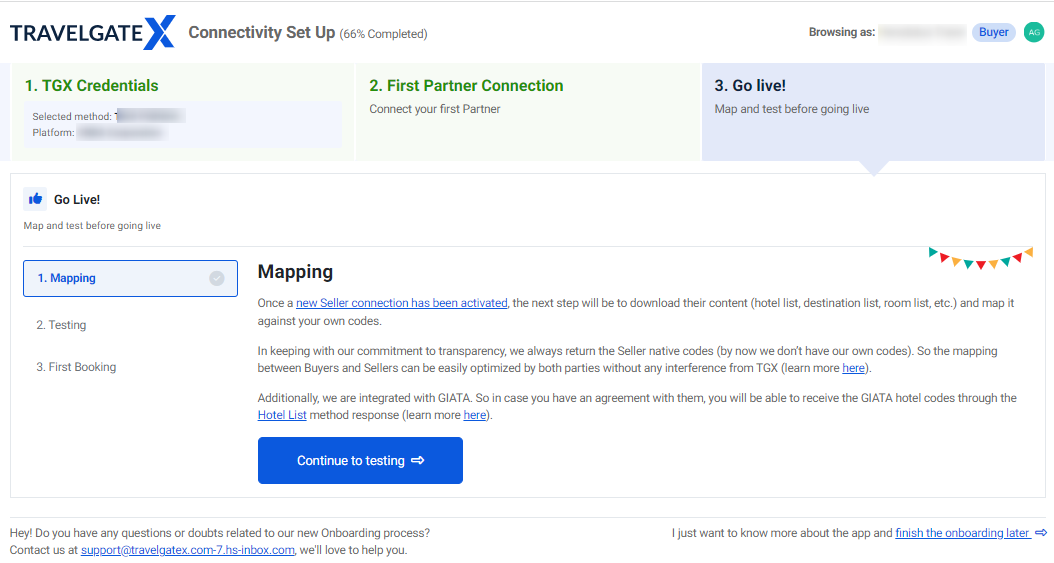 TRAVELGATEX Connectivity Set Up (66% Completed)
Browsing as: Buyer AG
1. TGX Credentials
Selected method:
Platform:
2. First Partner Connection
Connect your first Partner
3. Go live!
Map and test before going live
Go Live!
Map and test before going live
1. Mapping
2. Testing
3. First Booking
Mapping
Once a new Seller connection has been activated, the next step will be to download their content (hotel list, destination list, room list, etc.) and map it
against your own codes.
In keeping with our commitment to transparency, we always return the Seller native codes (by now we don't have our own codes). So the mapping
between Buyers and Sellers can be easily optimized by both parties without any interference from TGX (learn more here).
Additionally, we are integrated with GIATA. So in case you have an agreement with them, you will be able to receive the GIATA hotel codes through the
Hotel List method response (learn more here).
Continue to testing ⇨
Hey! Do you have any questions or doubts related to our new Onboarding process?
Contact us at support@travelgatex.com-7.hs-inbox.com, we'll love to help you.
I just want to know more about the app and finish the onboarding later ⇨